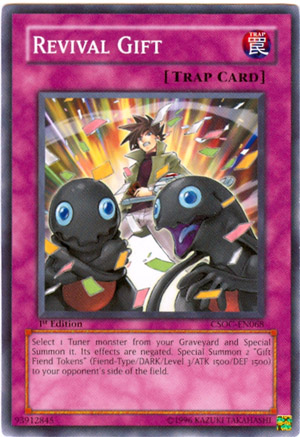 REVIVAL GIFT
TRAP
罠
[TRAP CARD]
1st Edition
CSOC-EN068
Select 1 Tuner monster from your Graveyard and Special
Summon it. Its effects are negated. Special Summon 2 "Gift
Fiend Tokens" (Fiend-Type/DARK/Level 3/ATK 1500/DEF 1500)
to your opponent's side of the field.
93912845
©1996 KAZUKI TAKAHASHI